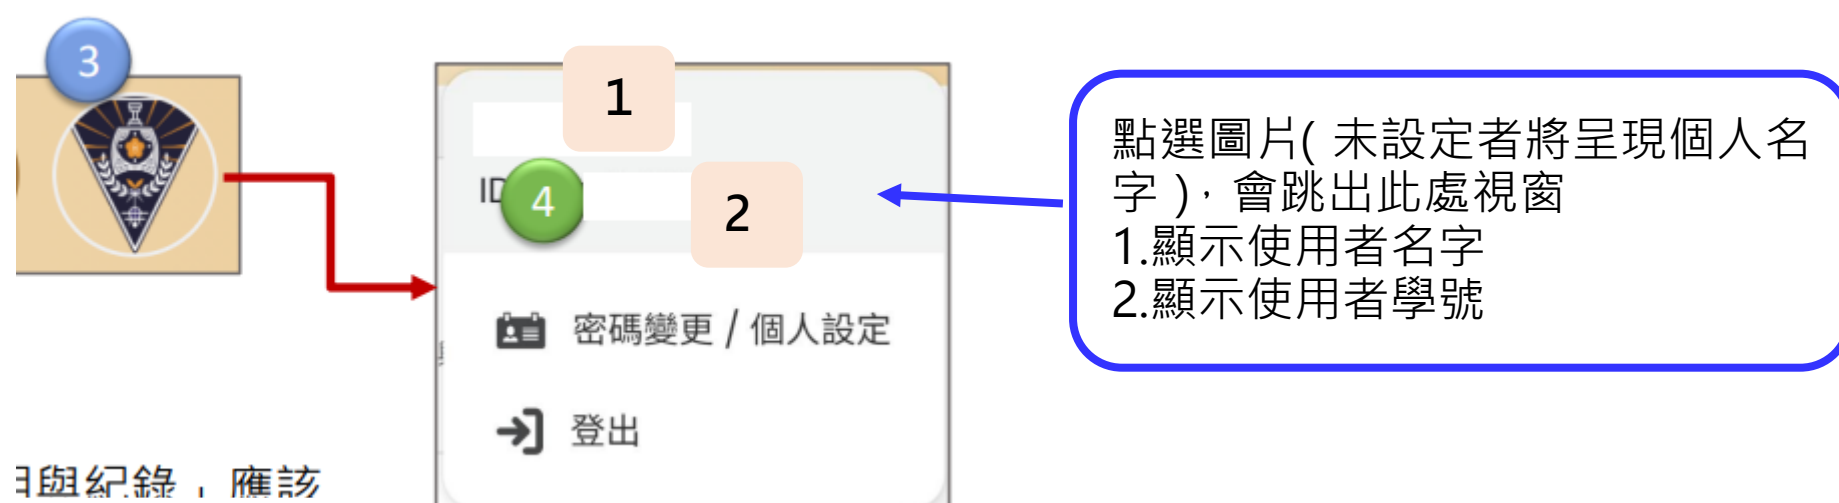 3
1
ID
4
2
密碼變更 / 個人設定
登出
與紀錄」應該
點選圖片( 未設定者將呈現個人名
字 ), 會跳出此處視窗
1.顯示使用者名字
2.顯示使用者學號